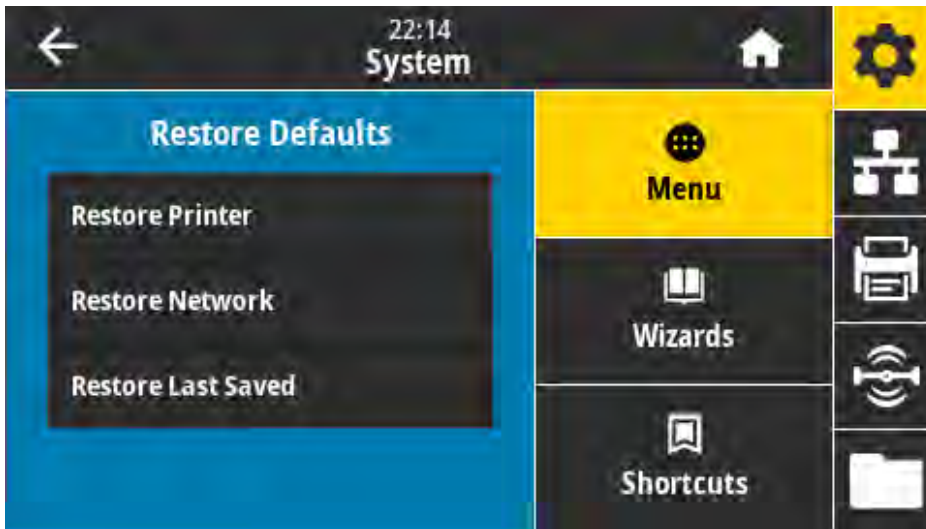 22:14
System
Restore Defaults
Restore Printer
Restore Network
Restore Last Saved
Menu
Wizards
Shortcuts